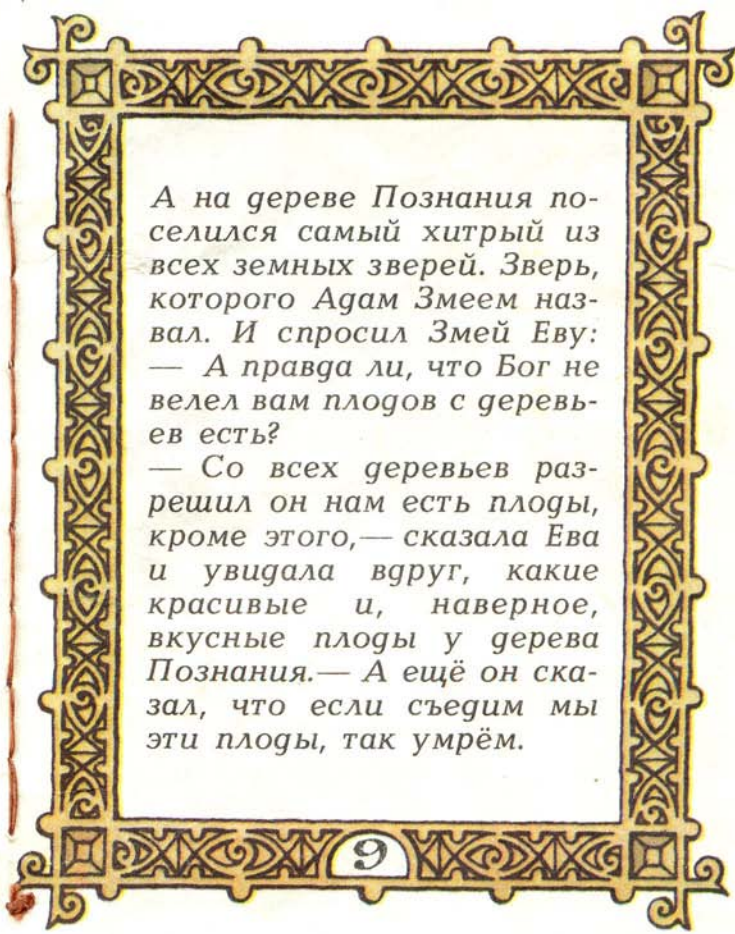 А на дереве Познания по-
селился самый хитрый из
всех земных зверей. Зверь,
которого Адам Змеем наз-
вал. И спросил Змей Еву:
— А правда ли, что Бог не
велел вам плодов с деревь-
ев есть?
— Со всех деревьев раз-
решил он нам есть плоды,
кроме этого,— сказала Ева
и увидала вдруг, какие
красивые и, наверное,
вкусные плоды у дерева
Познания.— А ещё он ска-
зал, что если съедим мы
эти плоды, так умрём.
9